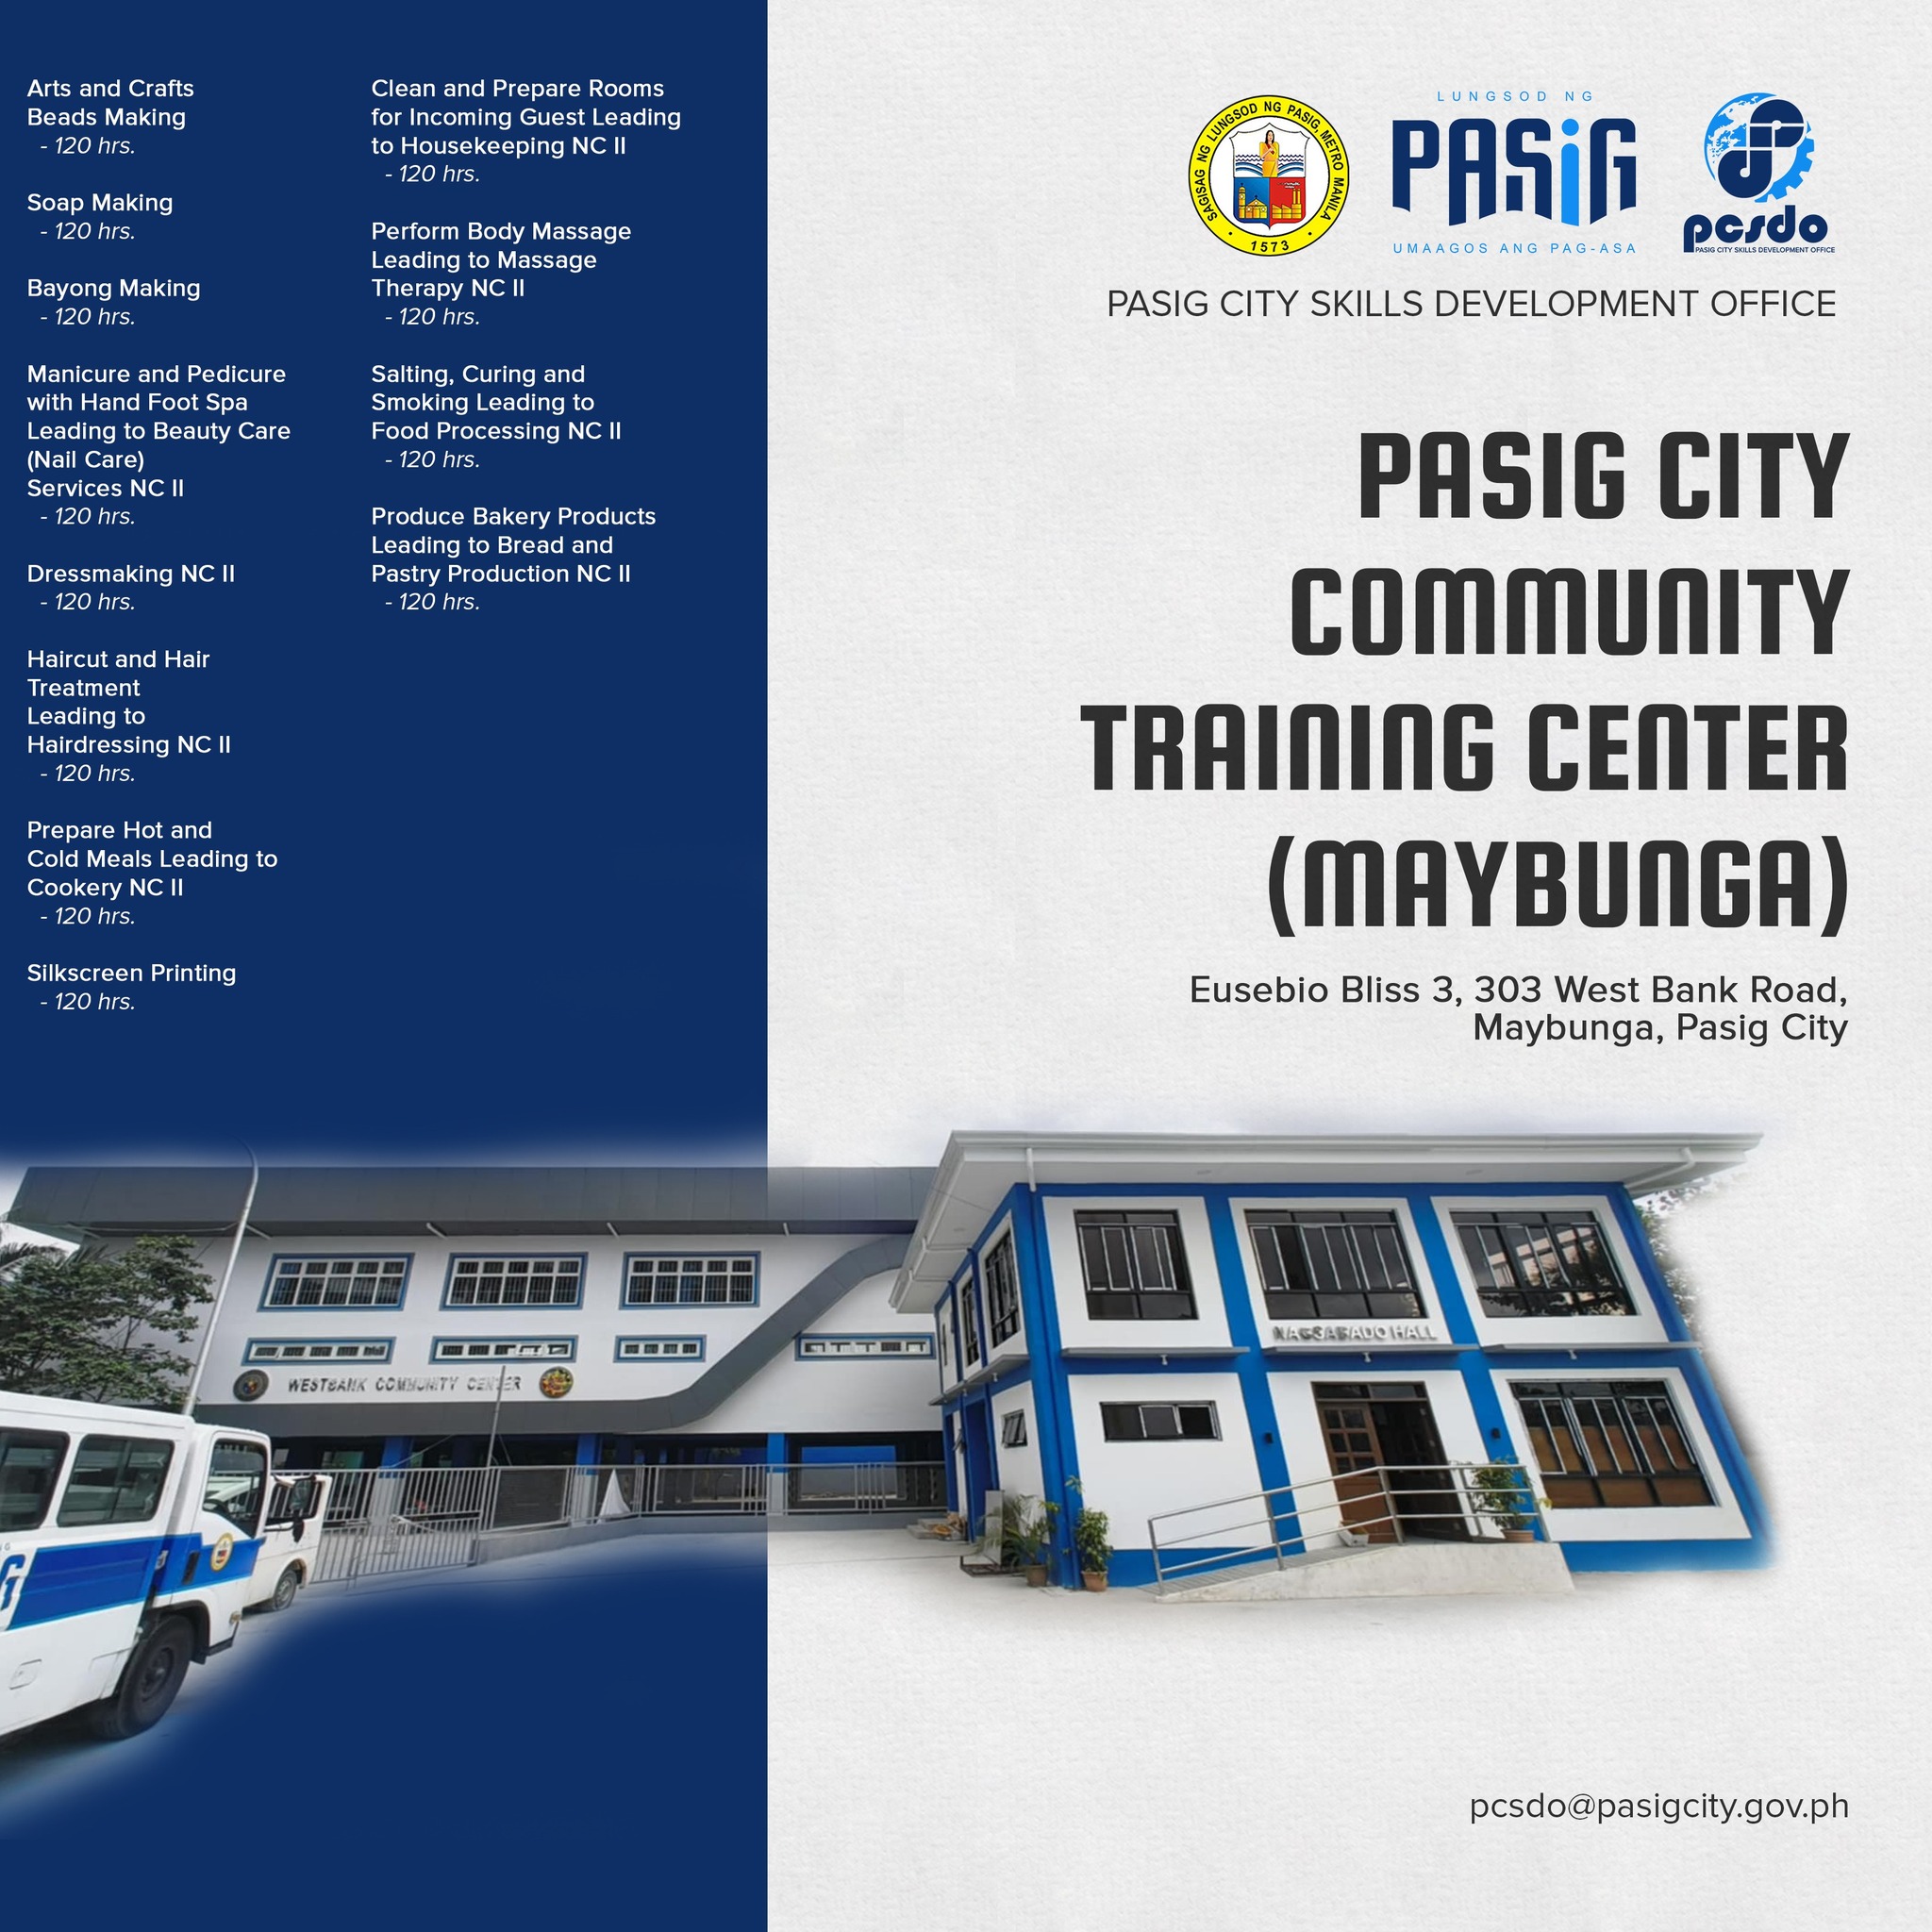 Arts and Crafts
Beads Making
- 120 hrs.
Soap Making
- 120 hrs.
Bayong Making
- 120 hrs.
Manicure and Pedicure
with Hand Foot Spa
Leading to Beauty Care
(Nail Care)
Services NC II
- 120 hrs.
Dressmaking NC II
- 120 hrs.
Haircut and Hair
Treatment
Leading to
Hairdressing NC II
- 120 hrs.
Prepare Hot and
Cold Meals Leading to
Cookery NC II
- 120 hrs.
Silkscreen Printing
- 120 hrs.
Clean and Prepare Rooms
for Incoming Guest Leading
to Housekeeping NC II
- 120 hrs.
Perform Body Massage
Leading to Massage
Therapy NC II
- 120 hrs.
Salting, Curing and
Smoking Leading to
Food Processing NC II
- 120 hrs.
Produce Bakery Products
Leading to Bread and
Pastry Production NC II
- 120 hrs.
SAGISAG NG LUNGSOD NG PASIG, METRO MANILA
1573
LUNGSOD NG
PASiG
UMAAGOS ANG PAG-ASA
pcsdo
PASIG CITY SKILLS DEVELOPMENT OFFICE
PASIG CITY SKILLS DEVELOPMENT OFFICE
PASIG CITY
COMMUNITY
TRAINING CENTER
(MAYBUNGA)
Eusebio Bliss 3, 303 West Bank Road,
Maybunga, Pasig City
WESTBANK COMMUNITY CENTER
HALL
G
pcsdo@pasigcity.gov.ph